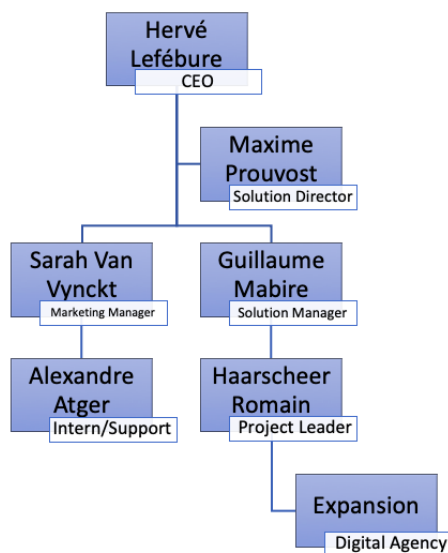 Hervé
Lefébure
CEO
Maxime
Prouvost
Solution Director
Sarah Van
Vynckt
Marketing Manager
Guillaume
Mabire
Solution Manager
Alexandre
Atger
Intern/Support
Haarscheer
Romain
Project Leader
Expansion
Digital Agency